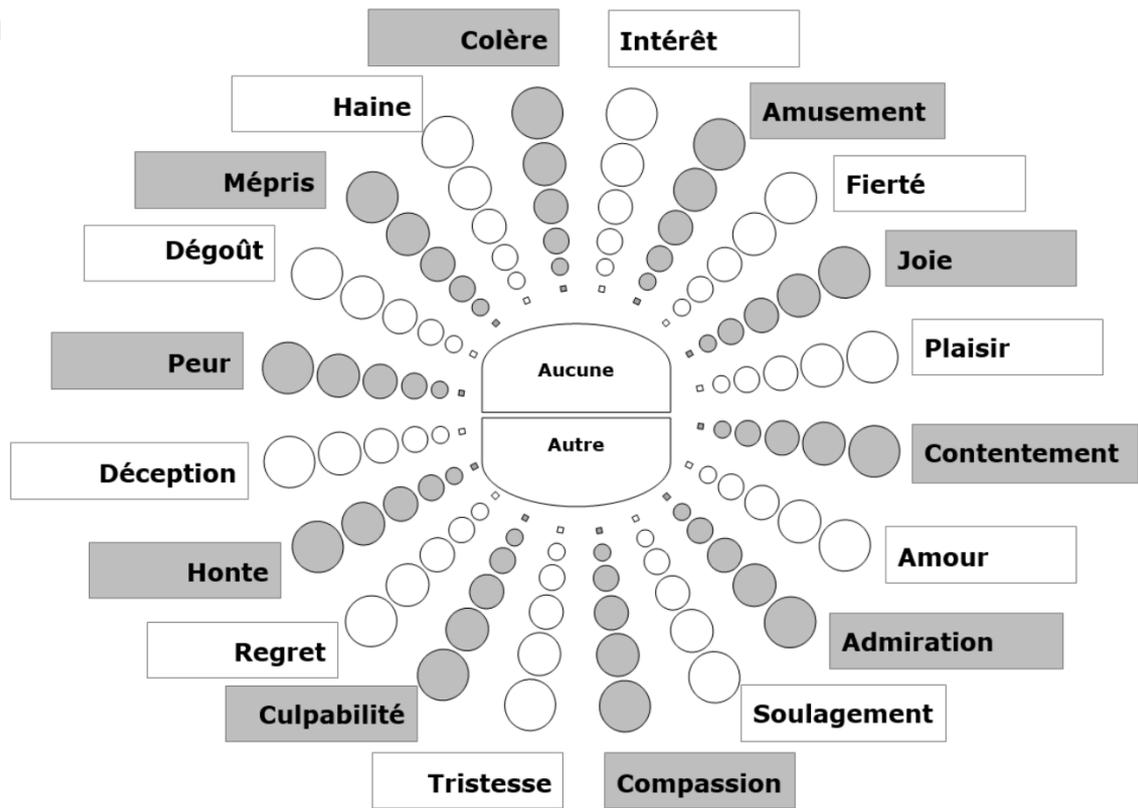 Colère
Intérêt
Haine
Amusement
Mépris
Fierté
Dégoût
Joie
Peur
Plaisir
Aucune
Autre
Déception
Contentement
Honte
Amour
Regret
Admiration
Culpabilité
Soulagement
Tristesse
Compassion